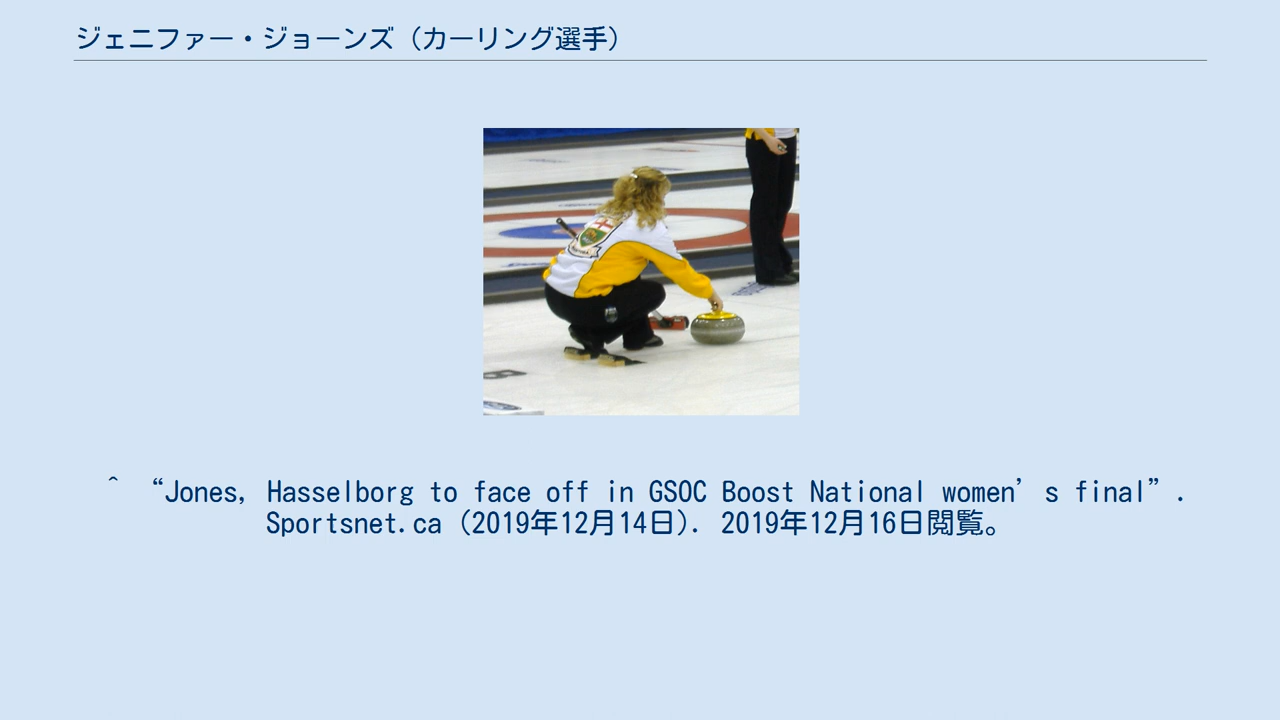 ジェニファー・ジョーンズ（カーリング選手）
^ “Jones, Hasselborg to face off in GSOC Boost National women’s final”.
Sportsnet.ca (2019年12月14日). 2019年12月16日閲覧。